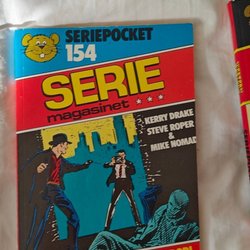 SERIEPOCKET
154
SERIE
magasinet ★★★
KERRY DRAKE
STEVE ROPER
&
MIKE NOMAD